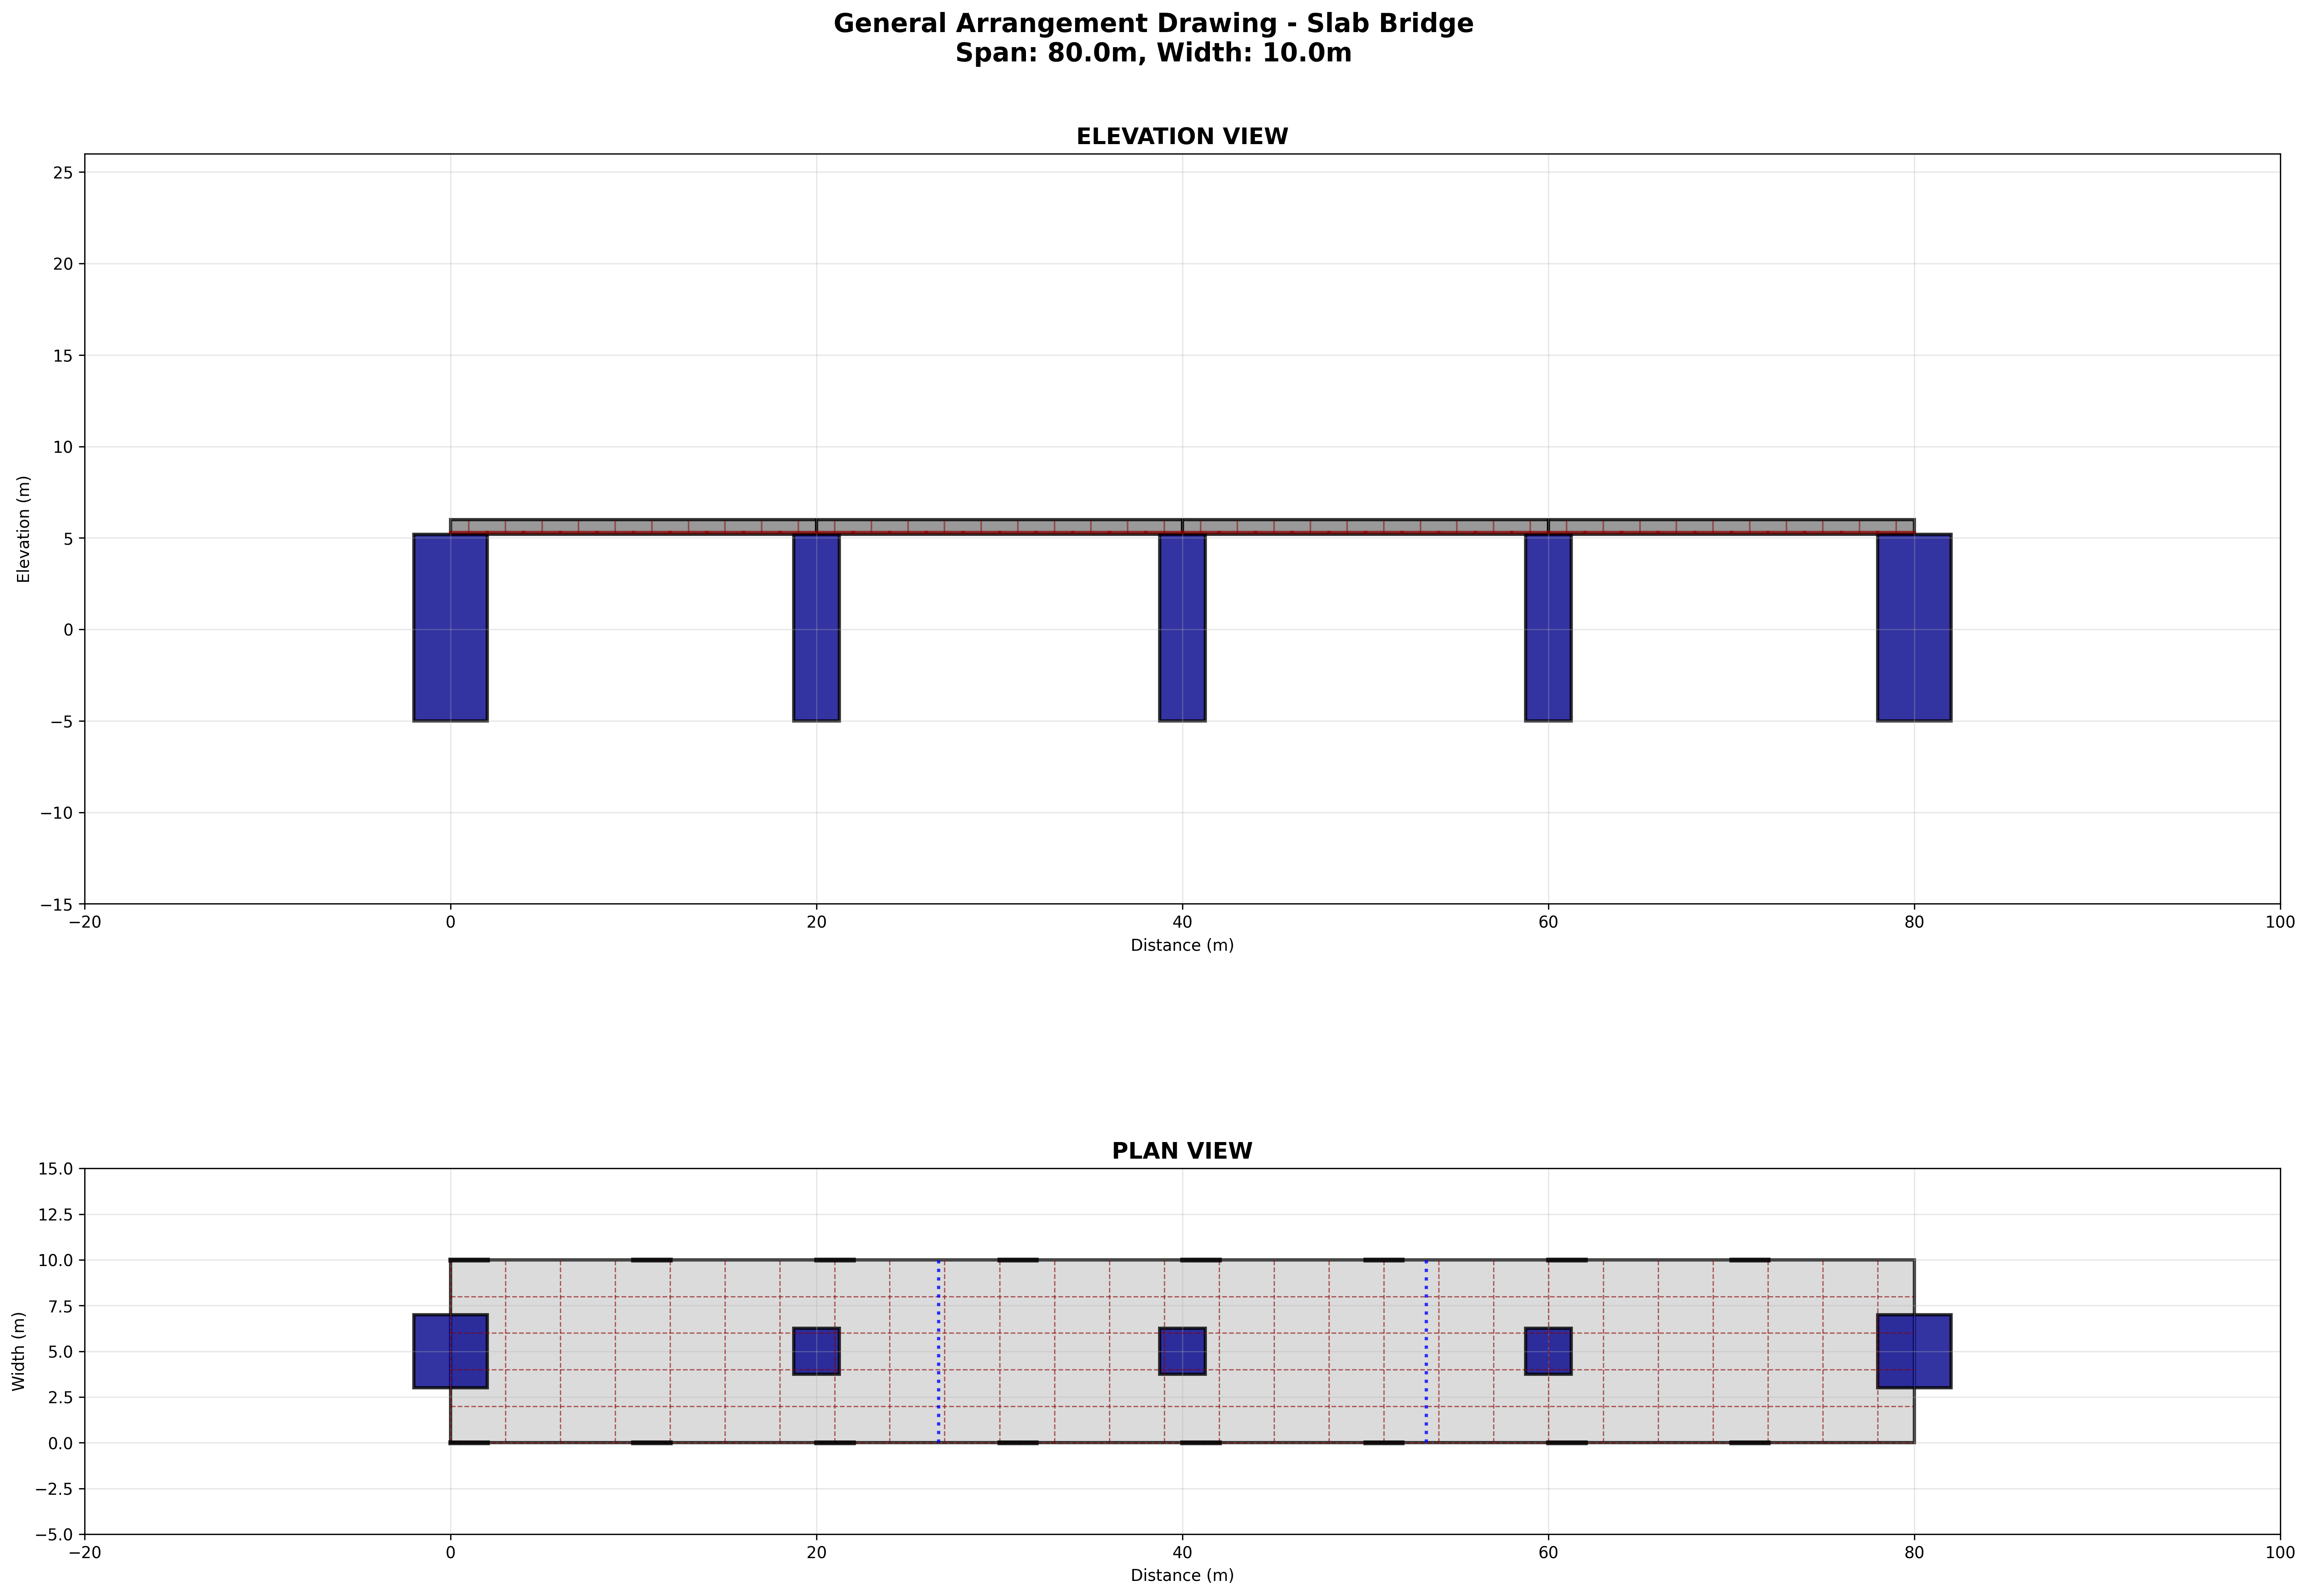 General Arrangement Drawing - Slab Bridge
Span: 80.0m, Width: 10.0m
ELEVATION VIEW
25
20
15
10
5
0
−5
−10
−15
Elevation (m)
−20 0 20 40 60 80 100
Distance (m)
PLAN VIEW
15.0
12.5
10.0
7.5
5.0
2.5
0.0
−2.5
−5.0
Width (m)
−20 0 20 40 60 80 100
Distance (m)